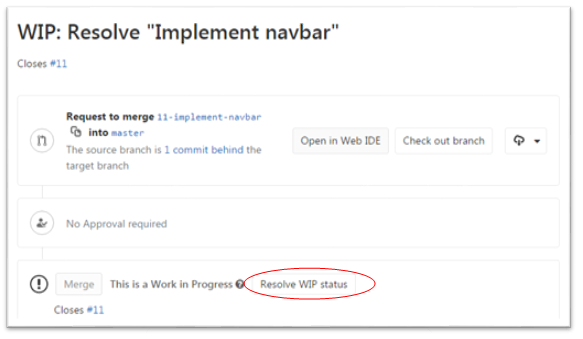 WIP: Resolve "Implement navbar"
Closes #11
Request to merge 11-implement-navbar
into master
Open in Web IDE
Check out branch
The source branch is 1 commit behind the
target branch
No Approval required
Merge
This is a Work in Progress
Resolve WIP status
Closes #11